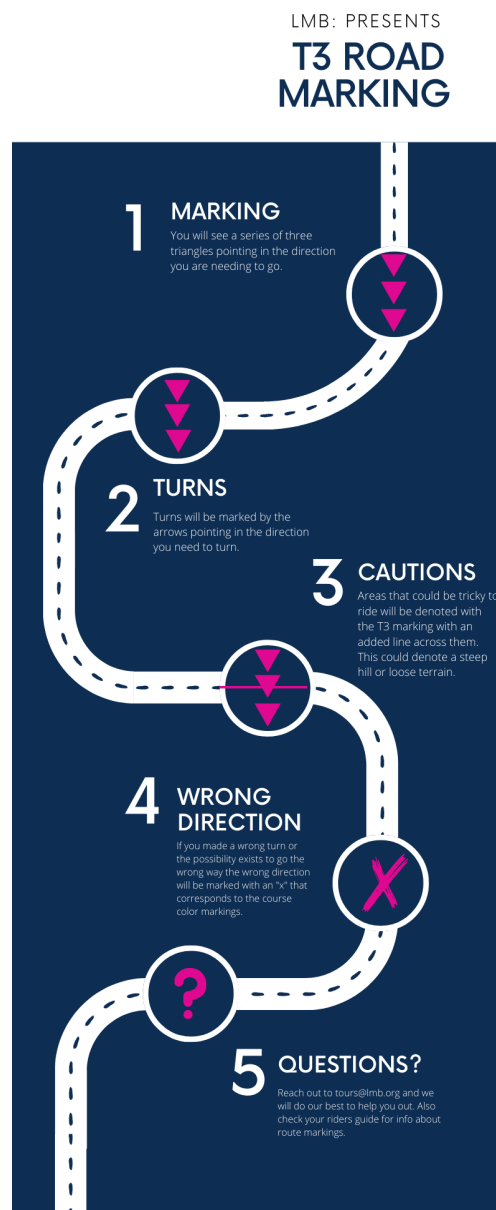 LMB: PRESENTS
T3 ROAD
MARKING
1
MARKING
You will see a series of three
triangles pointing in the direction
you are needing to go.
2
TURNS
Turns will be marked by the
arrows pointing in the direction
you need to turn.
3
CAUTIONS
Areas that could be tricky to
ride will be denoted with
the T3 marking with an
added line across them.
This could denote a steep
hill or loose terrain.
4
WRONG
DIRECTION
If you made a wrong turn or
the possibility exists to go the
wrong way the wrong direction
will be marked with an "x" that
corresponds to the course
color markings.
X
?
5
QUESTIONS?
Reach out to tours@lmb.org and we
will do our best to help you out. Also
check your riders guide for info about
route markings.